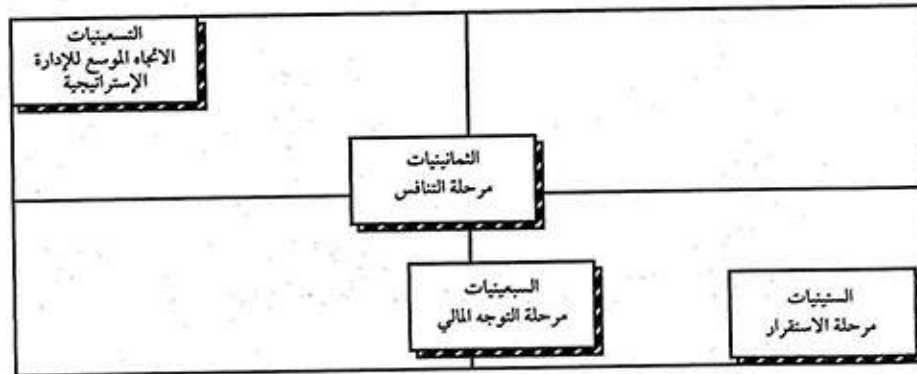 التسعينيات
الاتجاه الموسع للإدارة
الإستراتيجية
الثمانينيات
مرحلة التنافس
السبعينيات
مرحلة التوجه المالي
الستينيات
مرحلة الاستقرار